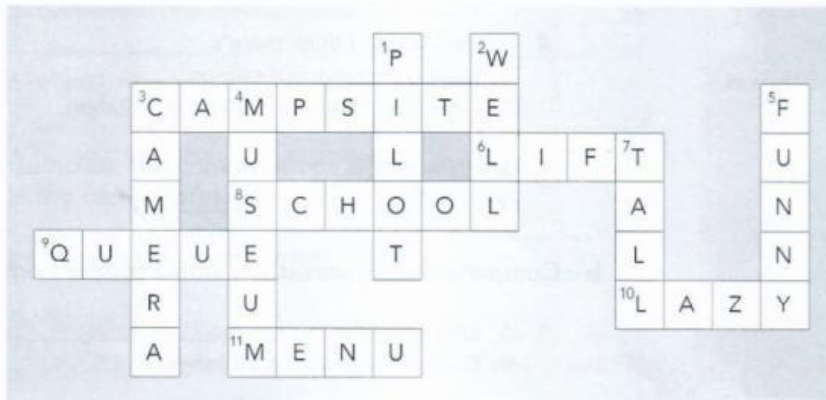 1P 2W
3C A 4M P S I T E 5F
A U L 6L I F 7T U
M 8S C H O O L A N
9Q U E U E T L N
R U 10L A Z Y
A 11M E N U